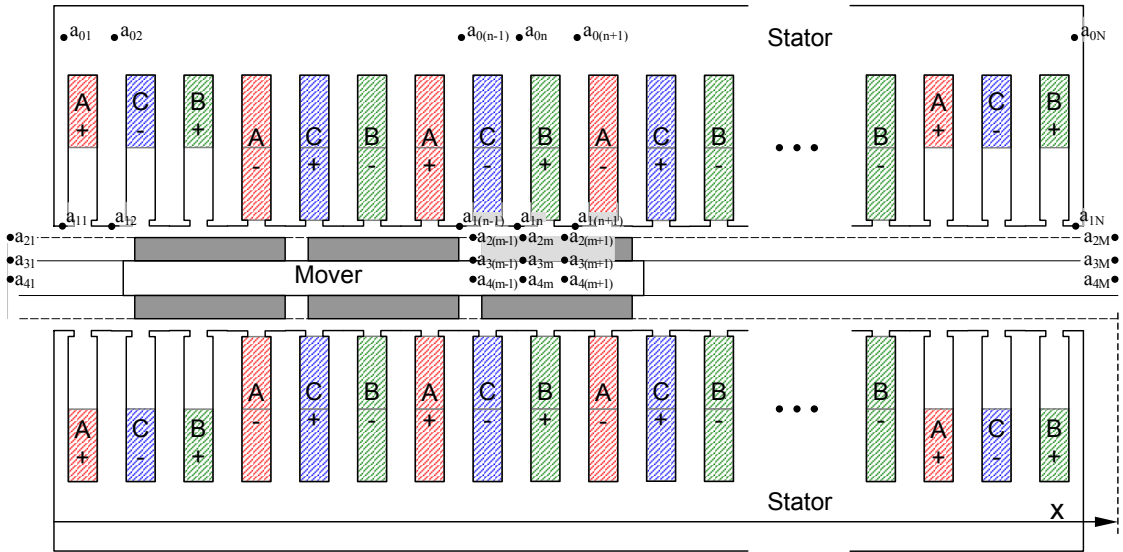 a01 a02 a0(n-1) a0n a0(n+1) Stator a0N
A C B A C B A C B A C B B A C B
+ - + - + - + - + - + - - + - +
• • •
a11 a12 a1(n-1) a1n a1(n+1) a1N
a21 a2(m-1) a2m a2(m+1) a2M
a31 Mover a3(m-1) a3m a3(m+1) a3M
a41 a4(m-1) a4m a4(m+1) a4M
A C B A C B A C B A C B B A C B
+ - + - + - + - + - + - - + - +
• • •
Stator
x